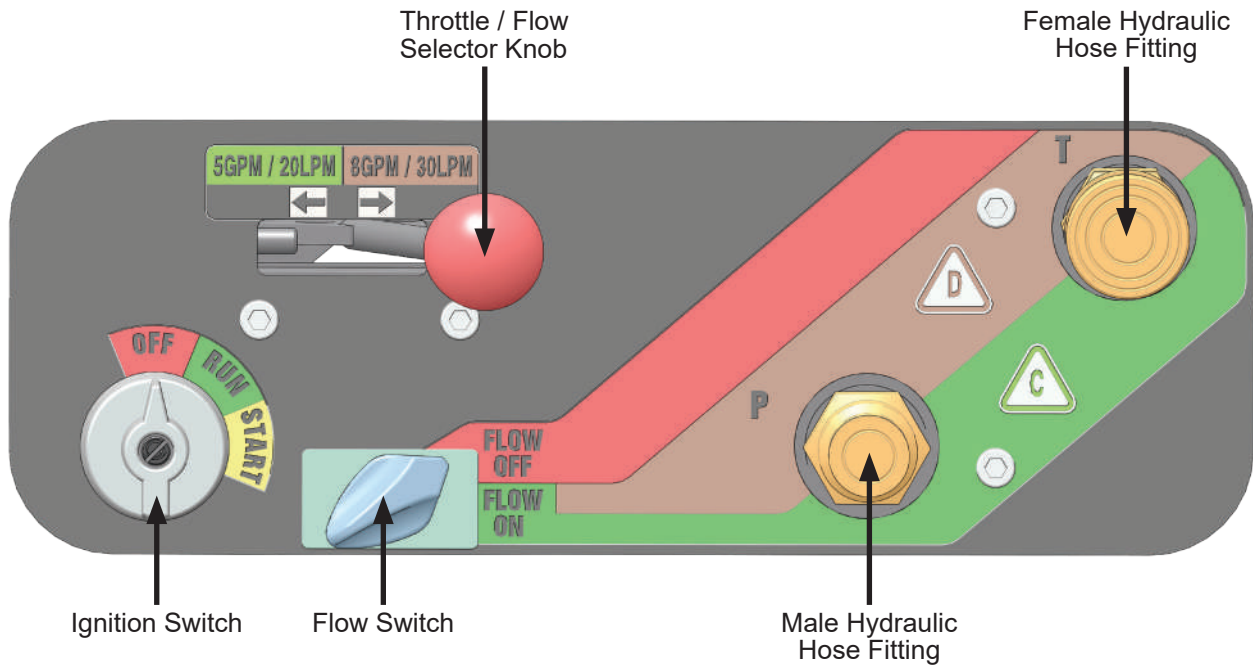 Throttle / Flow
Selector Knob
Female Hydraulic
Hose Fitting
5GPM / 20LPM
8GPM / 30LPM
T
D
OFF
RUN
START
C
P
FLOW
OFF
FLOW
ON
Ignition Switch
Flow Switch
Male Hydraulic
Hose Fitting